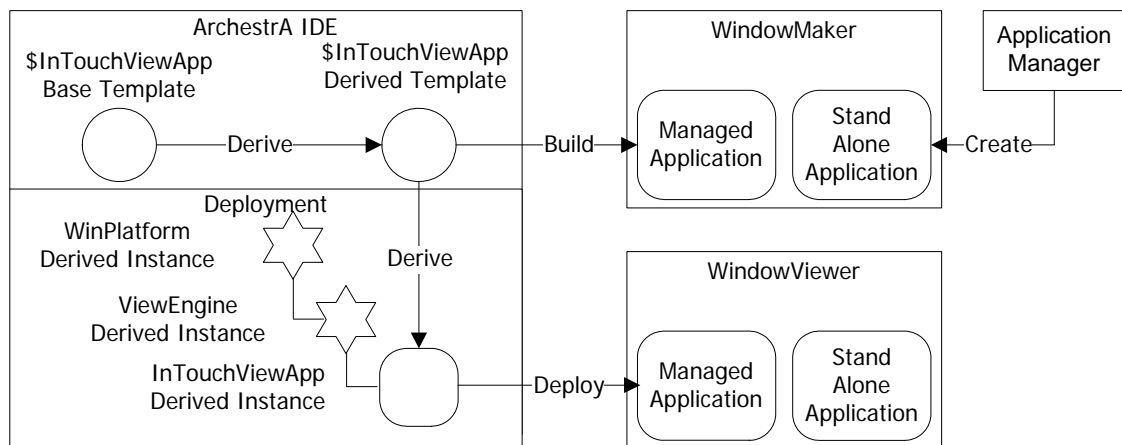 ArchestrA IDE
$InTouchViewApp
Base Template
$InTouchViewApp
Derived Template
Derive
Build
WindowMaker
Managed
Application
Stand
Alone
Application
Application
Manager
Create
Deployment
WinPlatform
Derived Instance
Derive
ViewEngine
Derived Instance
InTouchViewApp
Derived Instance
Deploy
WindowViewer
Managed
Application
Stand
Alone
Application